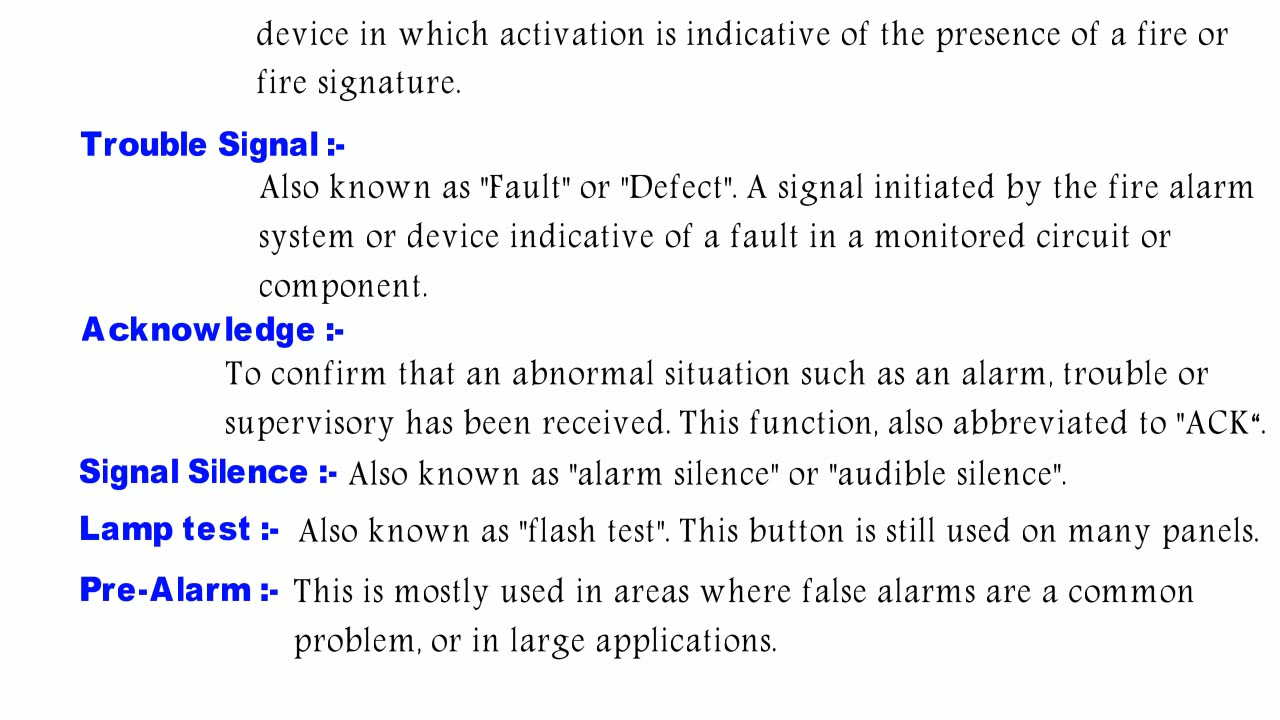 device in which activation is indicative of the presence of a fire or
fire signature.
Trouble Signal :-
Also known as "Fault" or "Defect". A signal initiated by the fire alarm
system or device indicative of a fault in a monitored circuit or
component.
Acknowledge :-
To confirm that an abnormal situation such as an alarm, trouble or
supervisory has been received. This function, also abbreviated to "ACK“.
Signal Silence :- Also known as "alarm silence" or "audible silence".
Lamp test :- Also known as "flash test". This button is still used on many panels.
Pre-Alarm :- This is mostly used in areas where false alarms are a common
problem, or in large applications.